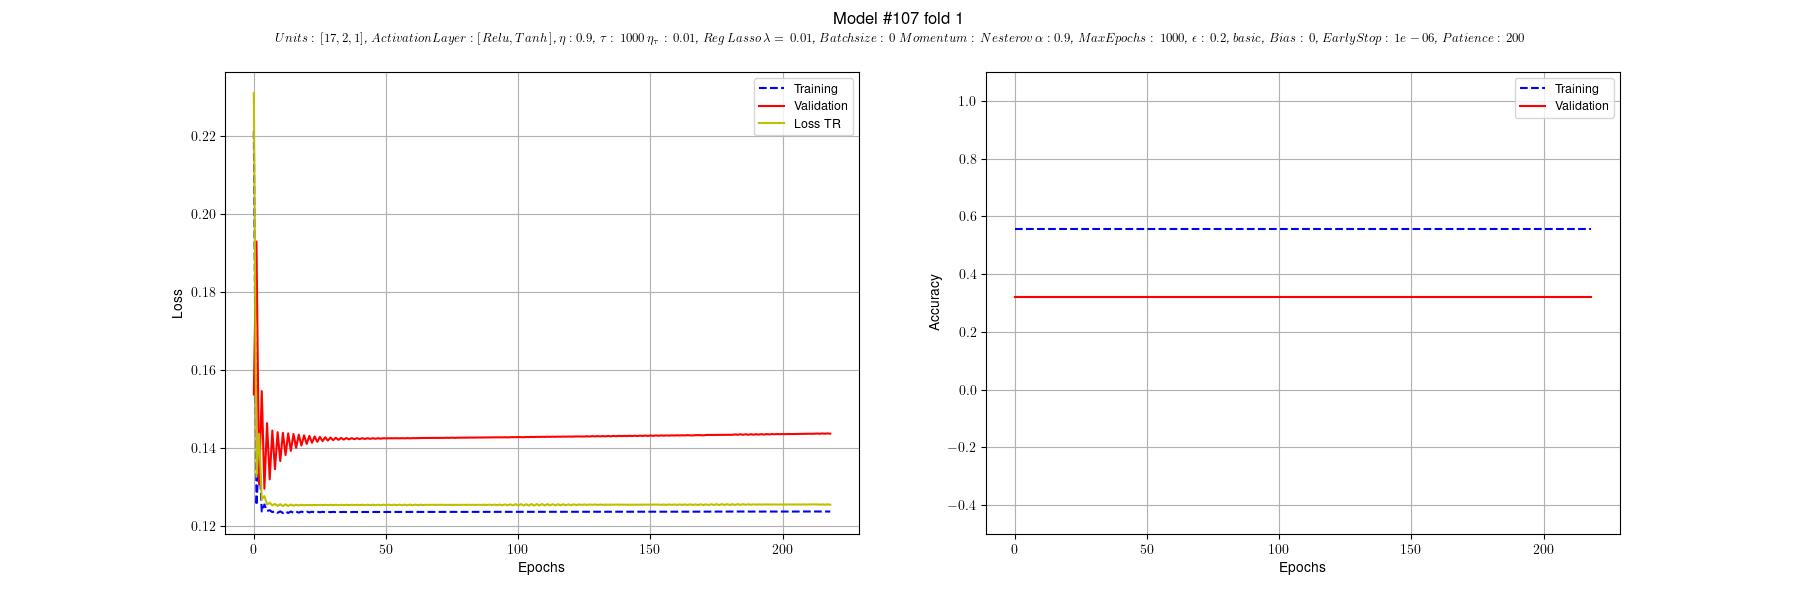 Model #107 fold 1
Units : [17, 2, 1], ActivationLayer : [Relu, Tanh], η : 0.9, τ : 1000 η_τ : 0.01, Reg Lasso λ = 0.01, Batchsize : 0 Momentum : Nesterov α : 0.9, MaxEpochs : 1000, ϵ : 0.2, basic, Bias : 0, EarlyStop : 1e − 06, Patience : 200
Training
Validation
Loss TR
0.22
0.20
0.18
0.16
0.14
0.12
Loss
0 50 100 150 200
Epochs
Training
Validation
1.0
0.8
0.6
0.4
0.2
0.0
−0.2
−0.4
Accuracy
0 50 100 150 200
Epochs